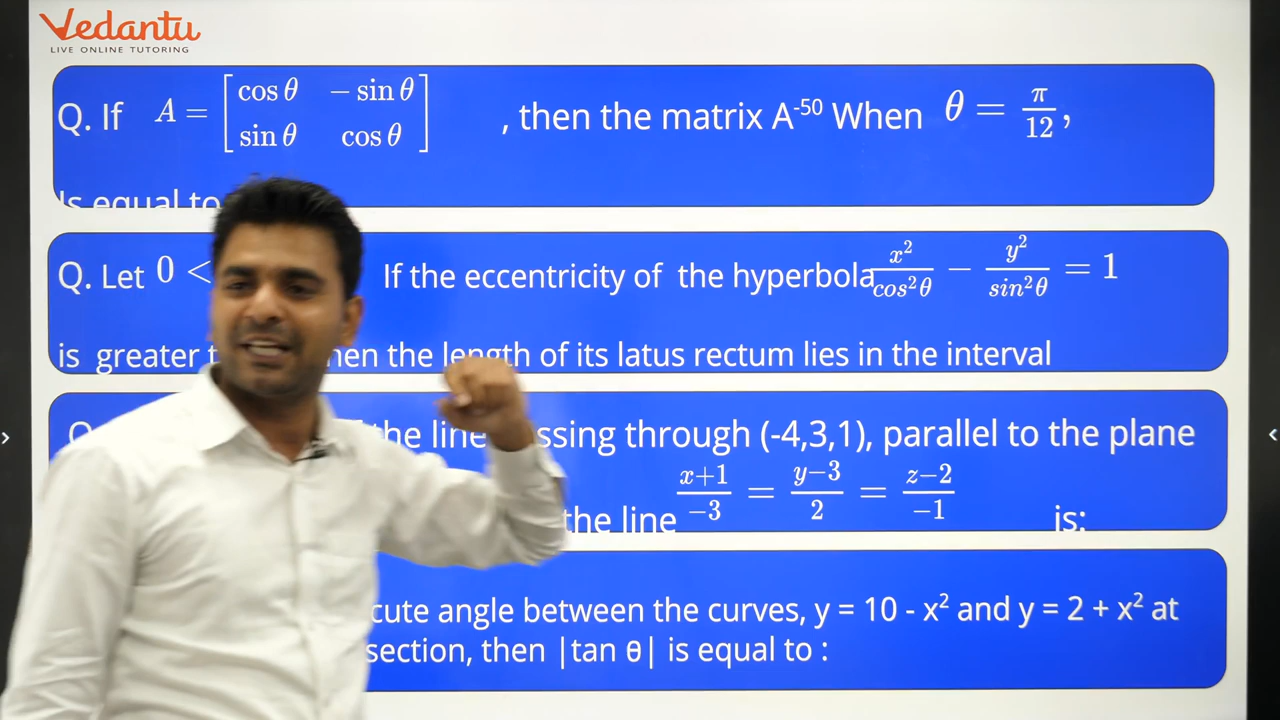 Vedantu
LIVE ONLINE TUTORING
Q. If A = [cos θ − sin θ sin θ cos θ] , then the matrix A⁻⁵⁰ When θ = π/12,
Is equal to
Q. Let 0 < If the eccentricity of the hyperbola x²/cos²θ − y²/sin²θ = 1
is greater the length of its latus rectum lies in the interval
Q the line passing through (-4,3,1), parallel to the plane
the line x+1/−3 = y−3/2 = z−2/−1 is:
angle between the curves, y = 10 - x² and y = 2 + x² at
section, then |tan θ| is equal to :